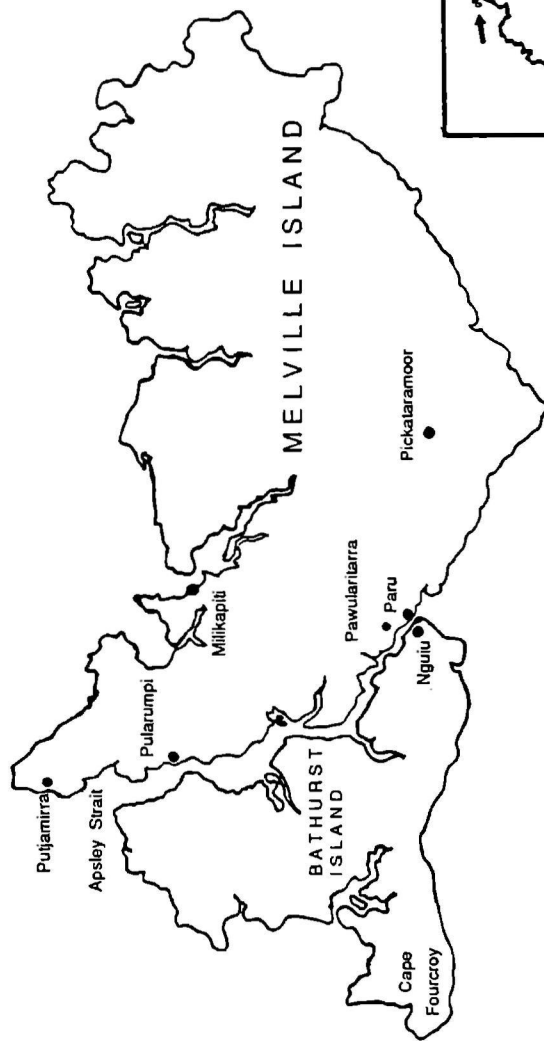 Putjamirra
Apsley Strait
Pularumpi
Milikapiti
MELVILLE ISLAND
BATHURST
ISLAND
Pickataramoor
Pawularitarra
Paru
Nguiu
Cape
Fourcroy